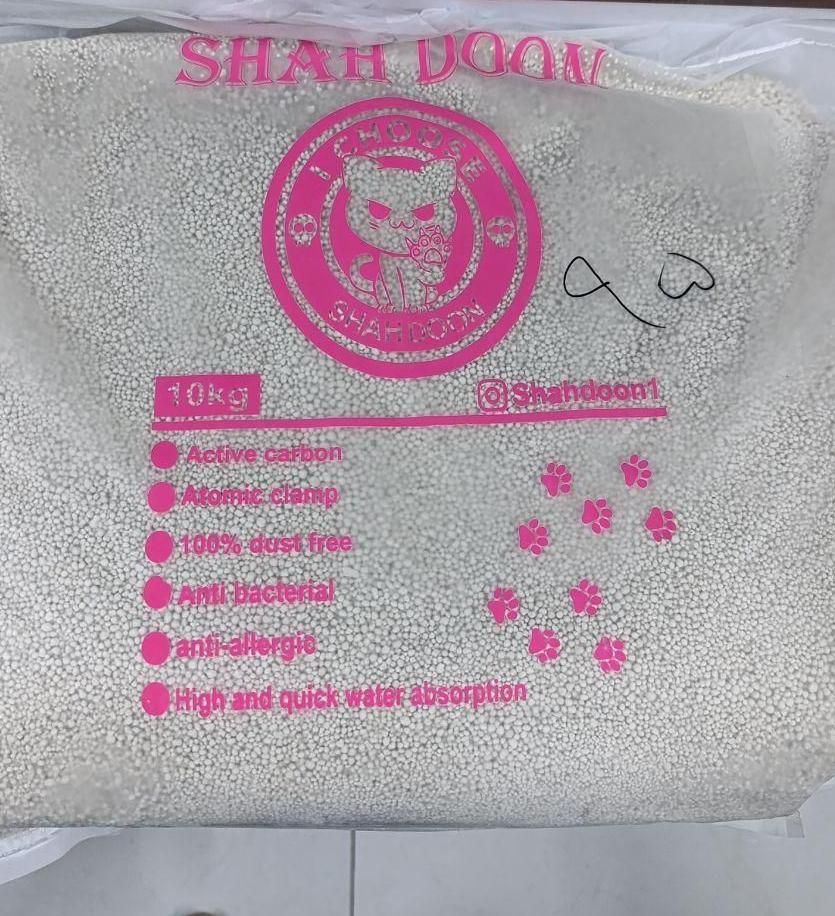 SHAH DOON
I CHOOSE
SHAHDOON
10kg
Shahdoon1
Active carbon
Atomic clamp
100% dust free
Anti bacterial
anti-allergic
High and quick water absorption